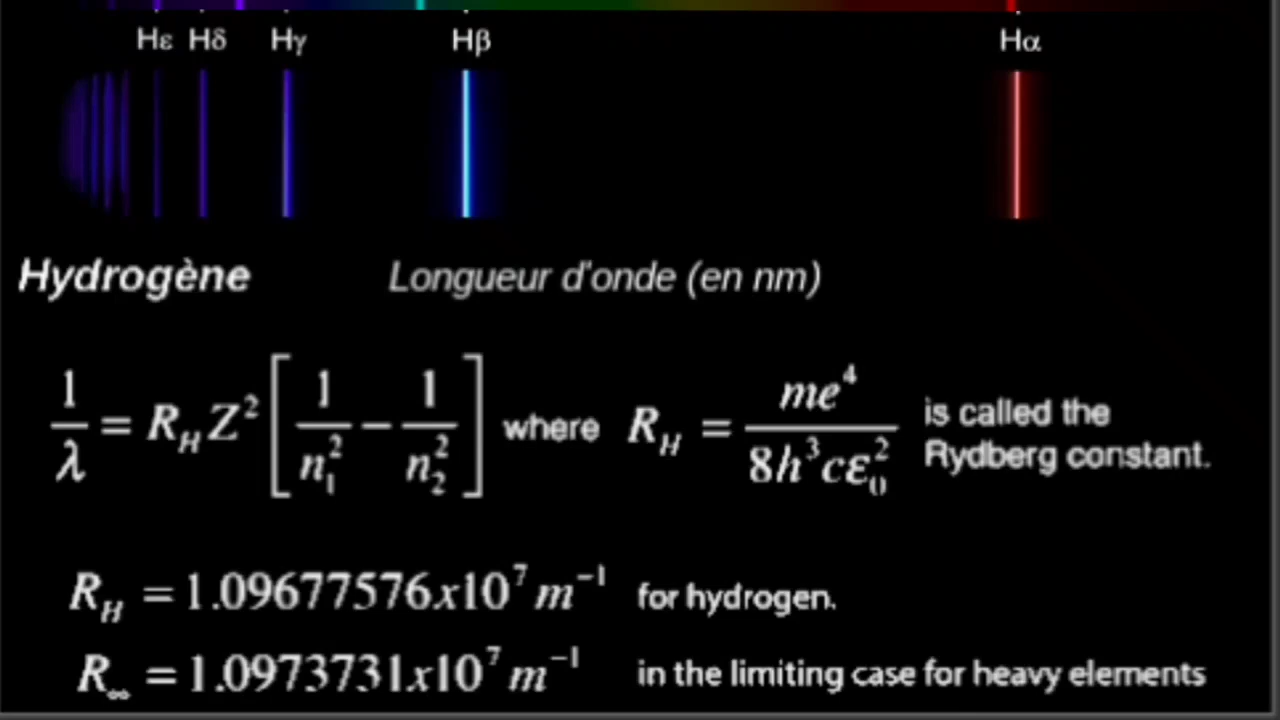 Hε Hδ Hγ Hβ Hα
Hydrogène Longueur d'onde (en nm)
1/λ = R_H Z² [1/n₁² − 1/n₂²] where R_H = me⁴/8h³cε₀² is called the
Rydberg constant.
R_H = 1.09677576x10⁷ m⁻¹ for hydrogen.
R_∞ = 1.0973731x10⁷ m⁻¹ in the limiting case for heavy elements